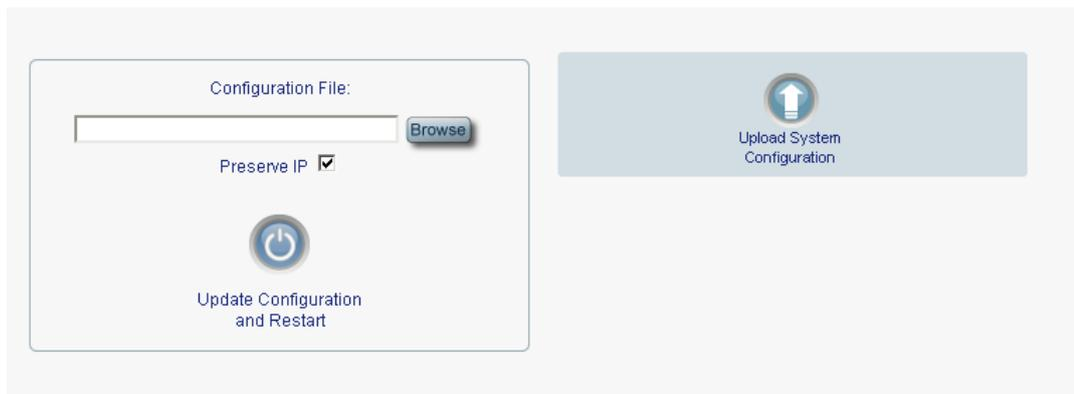 Configuration File:
Browse
Preserve IP
Update Configuration
and Restart
Upload System
Configuration